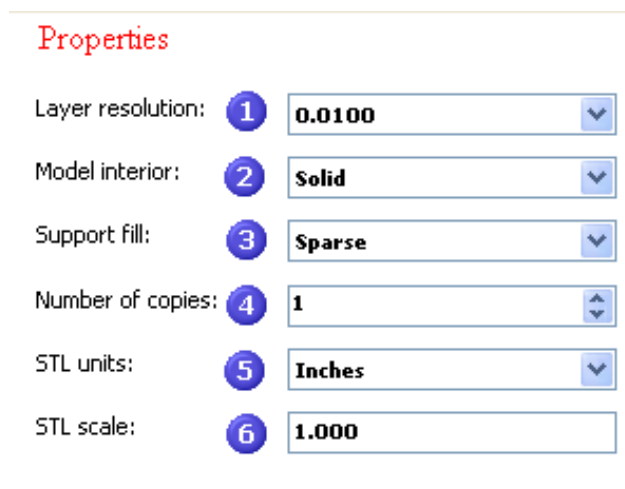 Properties
Layer resolution: 1 0.0100
Model interior: 2 Solid
Support fill: 3 Sparse
Number of copies: 4 1
STL units: 5 Inches
STL scale: 6 1.000